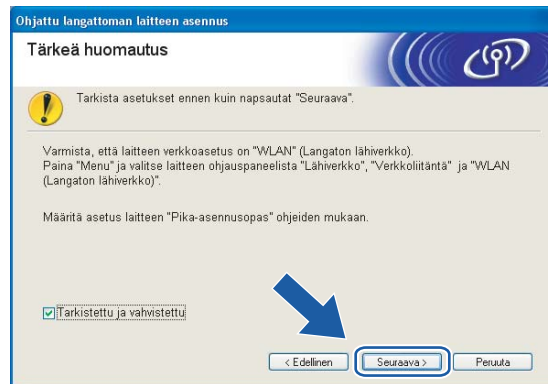 Ohjattu langattoman laitteen asennus
Tärkeä huomautus
Tarkista asetukset ennen kuin napsautat "Seuraava".
Varmista, että laitteen verkkoasetus on "WLAN" (Langaton lähiverkko).
Paina "Menu" ja valitse laitteen ohjauspaneelista "Lähiverkko", "Verkkoliitäntä" ja "WLAN
(Langaton lähiverkko)".
Määritä asetus laitteen "Pika-asennusopas" ohjeiden mukaan.
Tarkistettu ja vahvistettu
< Edellinen
Seuraava >
Peruuta